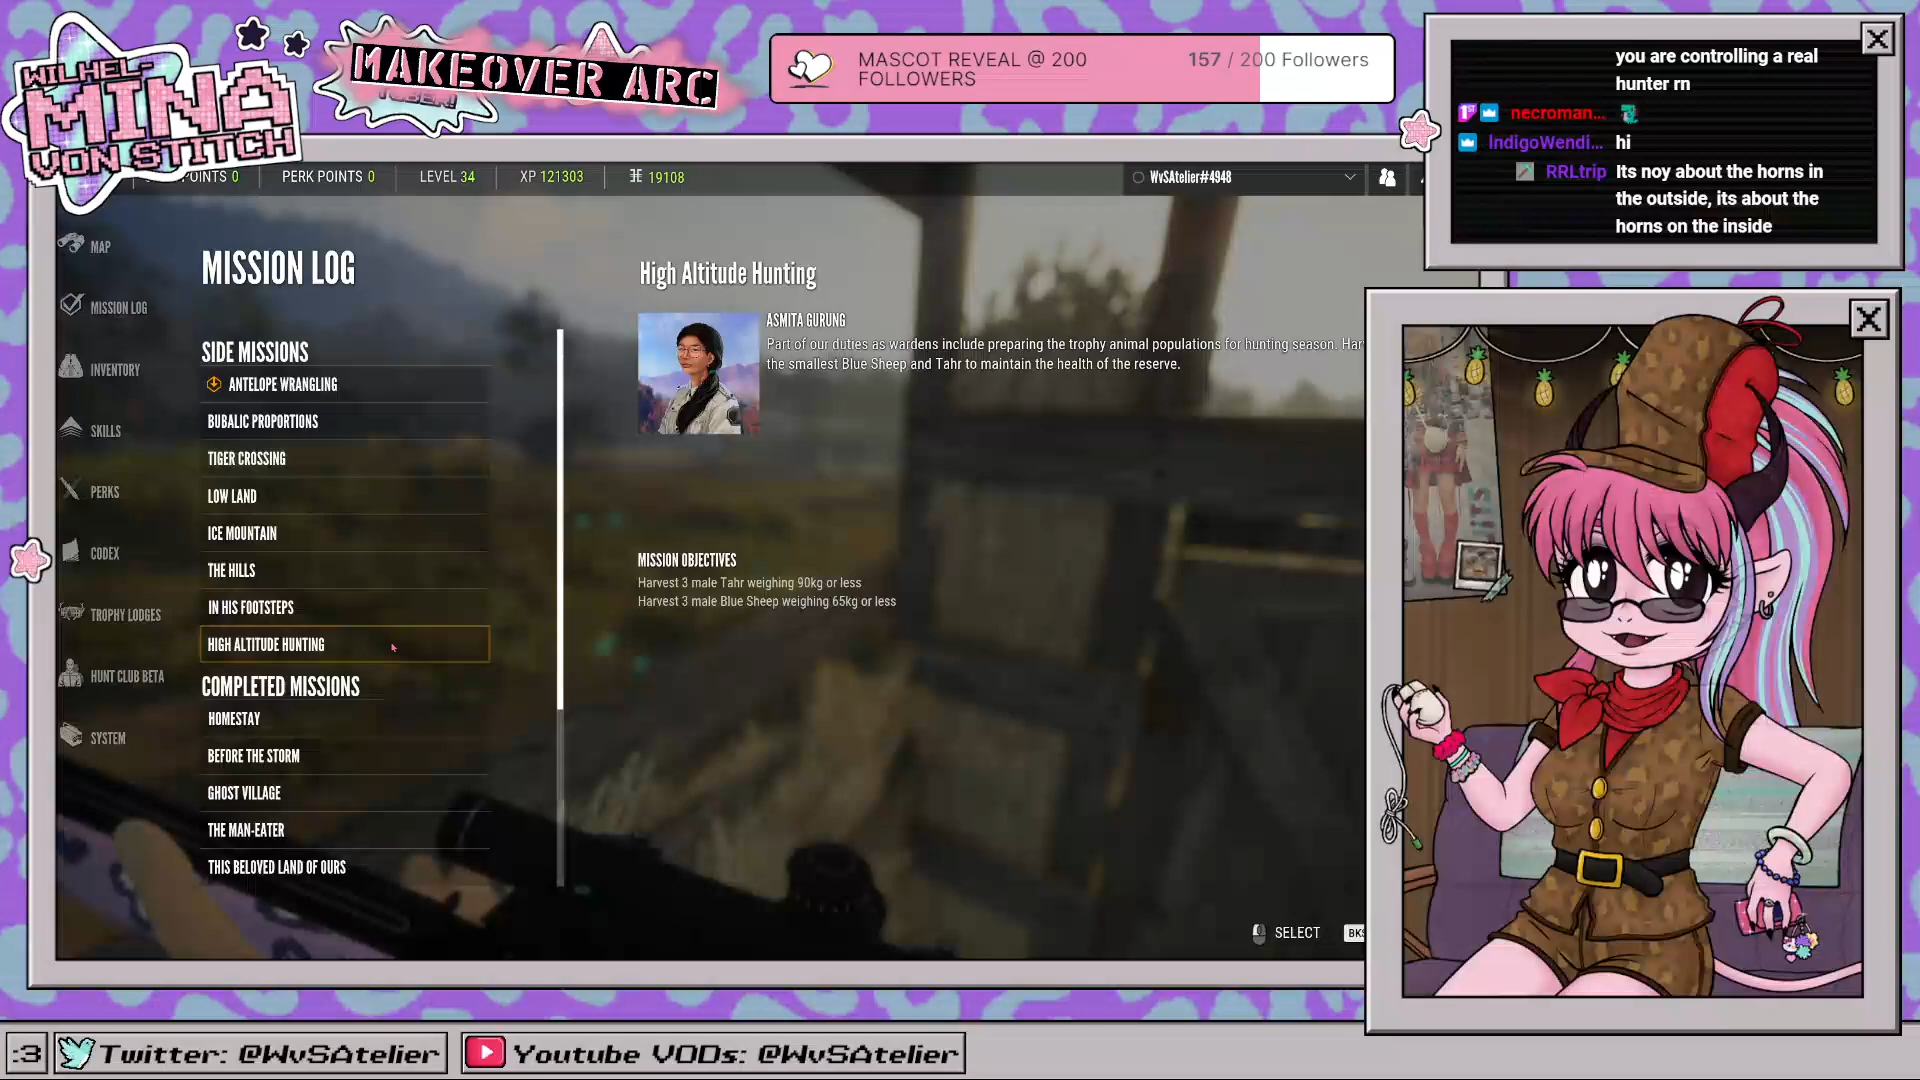 WILHEL-
MINA
VON STITCH
MAKEOVER ARC
TOBER!
MASCOT REVEAL @ 200
FOLLOWERS
157 / 200 Followers
you are controlling a real
hunter rn
necroman...
IndigoWendi... hi
RRLtrip Its noy about the horns in
the outside, its about the
horns on the inside
POINTS 0
PERK POINTS 0
LEVEL 34
XP 121303
19108
WvSAtelier#4948
MAP
MISSION LOG
INVENTORY
SKILLS
PERKS
CODEX
TROPHY LODGES
HUNT CLUB BETA
SYSTEM
MISSION LOG
SIDE MISSIONS
ANTELOPE WRANGLING
BUBALIC PROPORTIONS
TIGER CROSSING
LOW LAND
ICE MOUNTAIN
THE HILLS
IN HIS FOOTSTEPS
HIGH ALTITUDE HUNTING
COMPLETED MISSIONS
HOMESTAY
BEFORE THE STORM
GHOST VILLAGE
THE MAN-EATER
THIS BELOVED LAND OF OURS
High Altitude Hunting
ASMITA GURUNG
Part of our duties as wardens include preparing the trophy animal populations for hunting season. Har
the smallest Blue Sheep and Tahr to maintain the health of the reserve.
MISSION OBJECTIVES
Harvest 3 male Tahr weighing 90kg or less
Harvest 3 male Blue Sheep weighing 65kg or less
SELECT
BKS
:3
Twitter: @WvSAtelier
Youtube VODs: @WvSAtelier